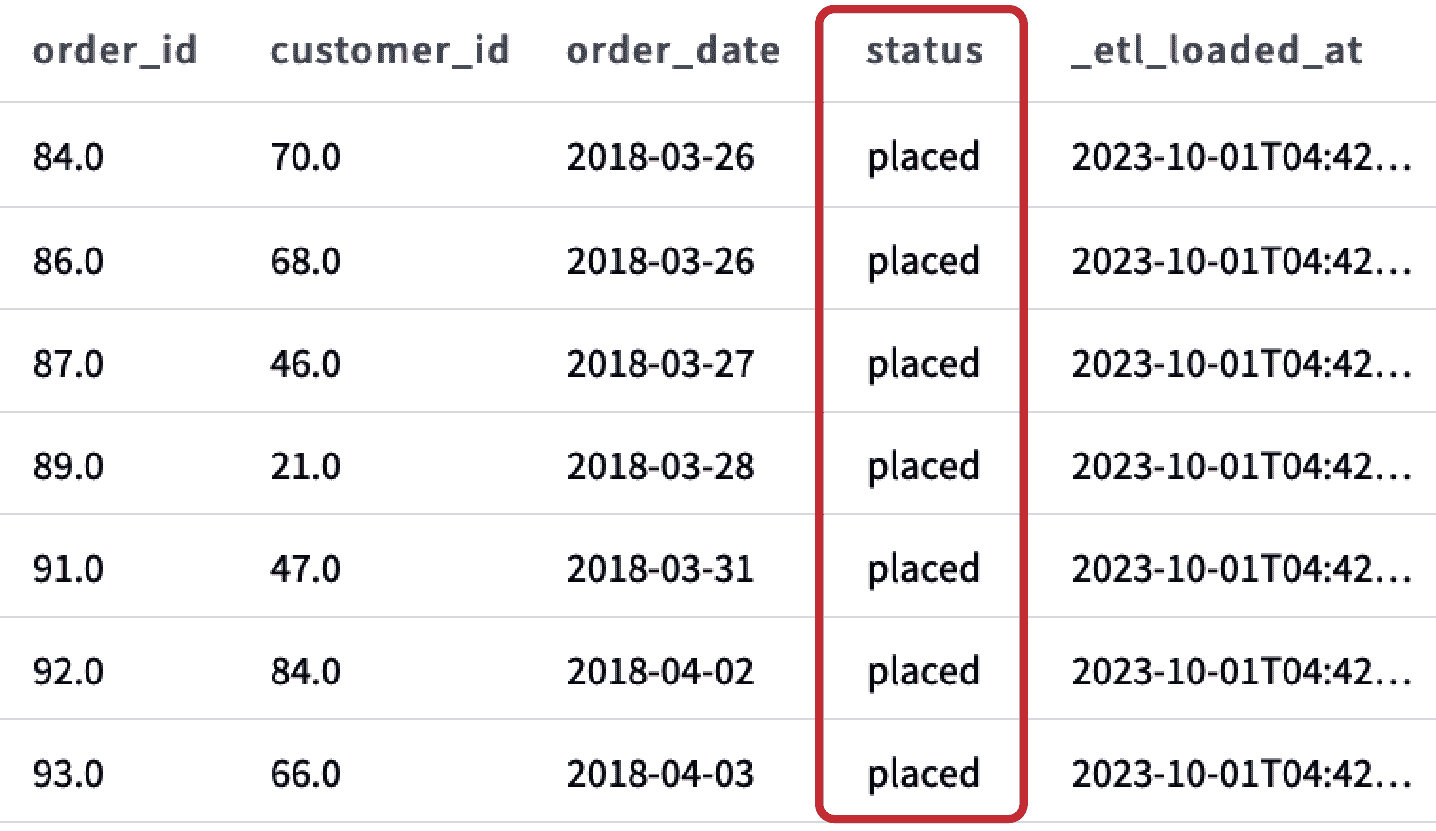 order_id customer_id order_date status _etl_loaded_at
84.0 70.0 2018-03-26 placed 2023-10-01T04:42...
86.0 68.0 2018-03-26 placed 2023-10-01T04:42...
87.0 46.0 2018-03-27 placed 2023-10-01T04:42...
89.0 21.0 2018-03-28 placed 2023-10-01T04:42...
91.0 47.0 2018-03-31 placed 2023-10-01T04:42...
92.0 84.0 2018-04-02 placed 2023-10-01T04:42...
93.0 66.0 2018-04-03 placed 2023-10-01T04:42...